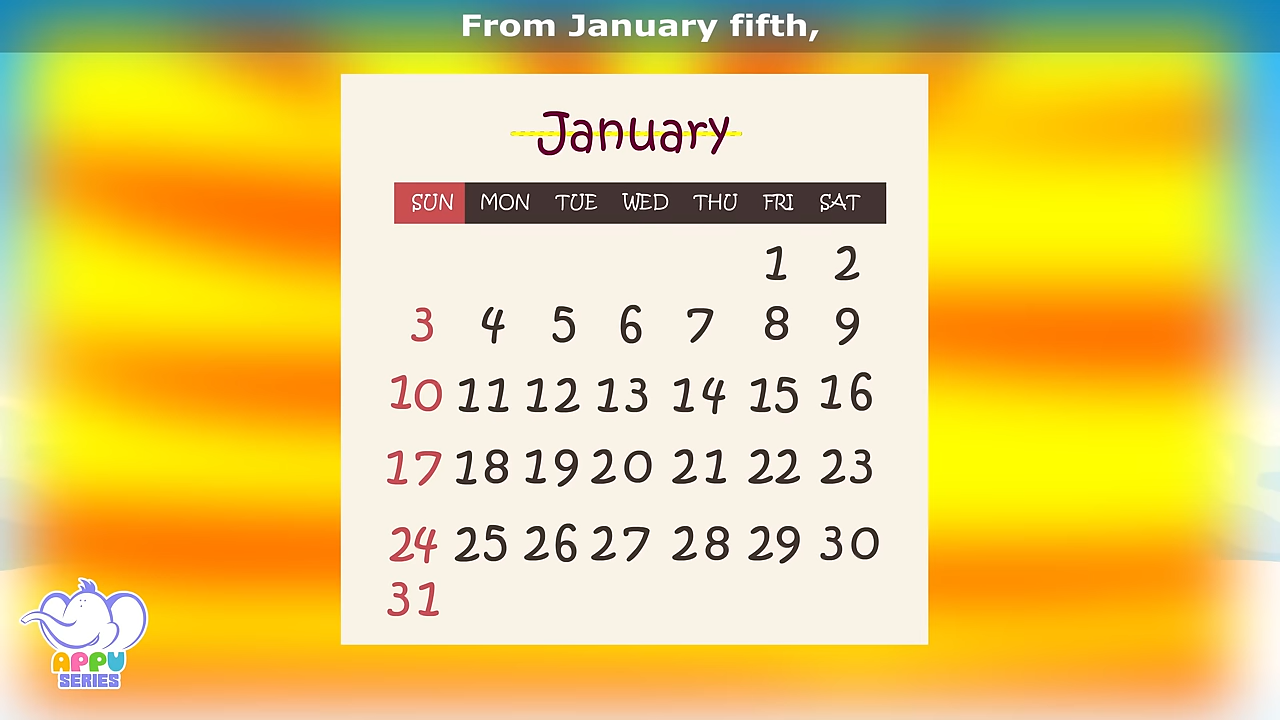 From January fifth,
January
SUN MON TUE WED THU FRI SAT
1 2
3 4 5 6 7 8 9
10 11 12 13 14 15 16
17 18 19 20 21 22 23
24 25 26 27 28 29 30
31
APPU
SERIES